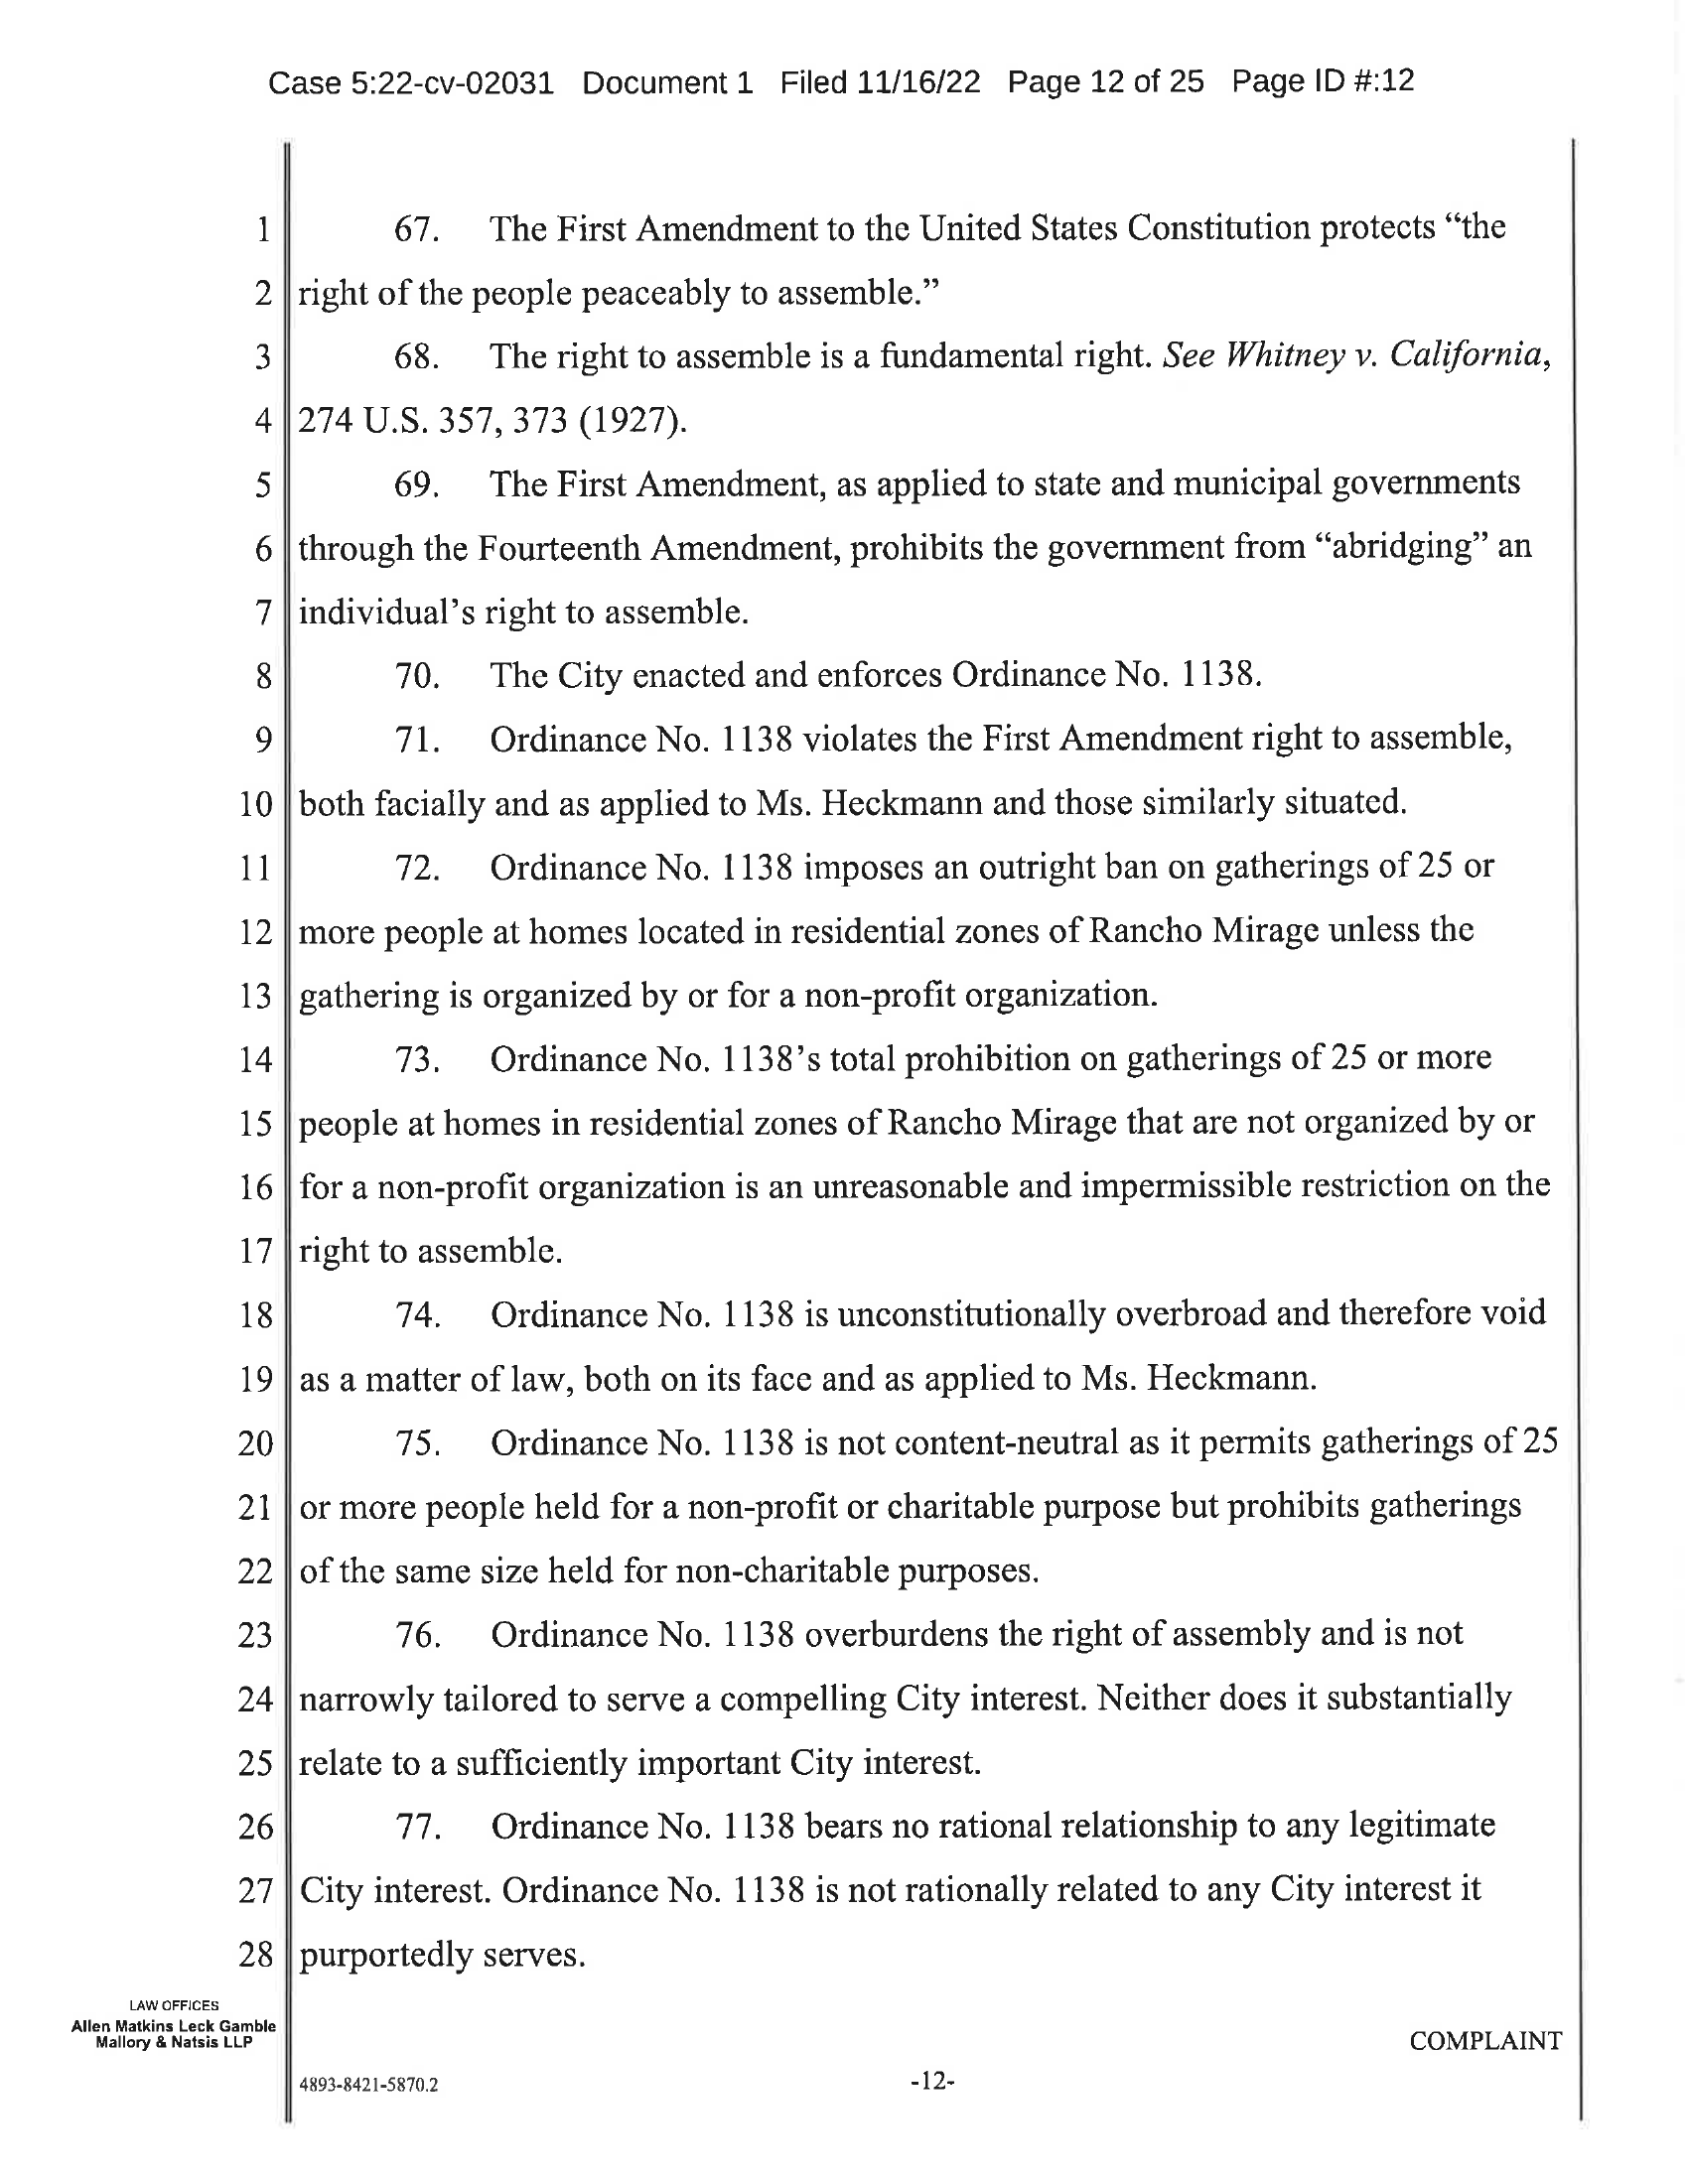 Case 5:22-cv-02031 Document 1 Filed 11/16/22 Page 12 of 25 Page ID #:12
1 67. The First Amendment to the United States Constitution protects “the
2 right of the people peaceably to assemble.”
3 68. The right to assemble is a fundamental right. See Whitney v. California,
4 274 U.S. 357, 373 (1927).
5 69. The First Amendment, as applied to state and municipal governments
6 through the Fourteenth Amendment, prohibits the government from “abridging” an
7 individual’s right to assemble.
8 70. The City enacted and enforces Ordinance No. 1138.
9 71. Ordinance No. 1138 violates the First Amendment right to assemble,
10 both facially and as applied to Ms. Heckmann and those similarly situated.
11 72. Ordinance No. 1138 imposes an outright ban on gatherings of 25 or
12 more people at homes located in residential zones of Rancho Mirage unless the
13 gathering is organized by or for a non-profit organization.
14 73. Ordinance No. 1138’s total prohibition on gatherings of 25 or more
15 people at homes in residential zones of Rancho Mirage that are not organized by or
16 for a non-profit organization is an unreasonable and impermissible restriction on the
17 right to assemble.
18 74. Ordinance No. 1138 is unconstitutionally overbroad and therefore void
19 as a matter of law, both on its face and as applied to Ms. Heckmann.
20 75. Ordinance No. 1138 is not content-neutral as it permits gatherings of 25
21 or more people held for a non-profit or charitable purpose but prohibits gatherings
22 of the same size held for non-charitable purposes.
23 76. Ordinance No. 1138 overburdens the right of assembly and is not
24 narrowly tailored to serve a compelling City interest. Neither does it substantially
25 relate to a sufficiently important City interest.
26 77. Ordinance No. 1138 bears no rational relationship to any legitimate
27 City interest. Ordinance No. 1138 is not rationally related to any City interest it
28 purportedly serves.
LAW OFFICES
Allen Matkins Leck Gamble
Mallory & Natsis LLP
COMPLAINT
4893-8421-5870.2
-12-